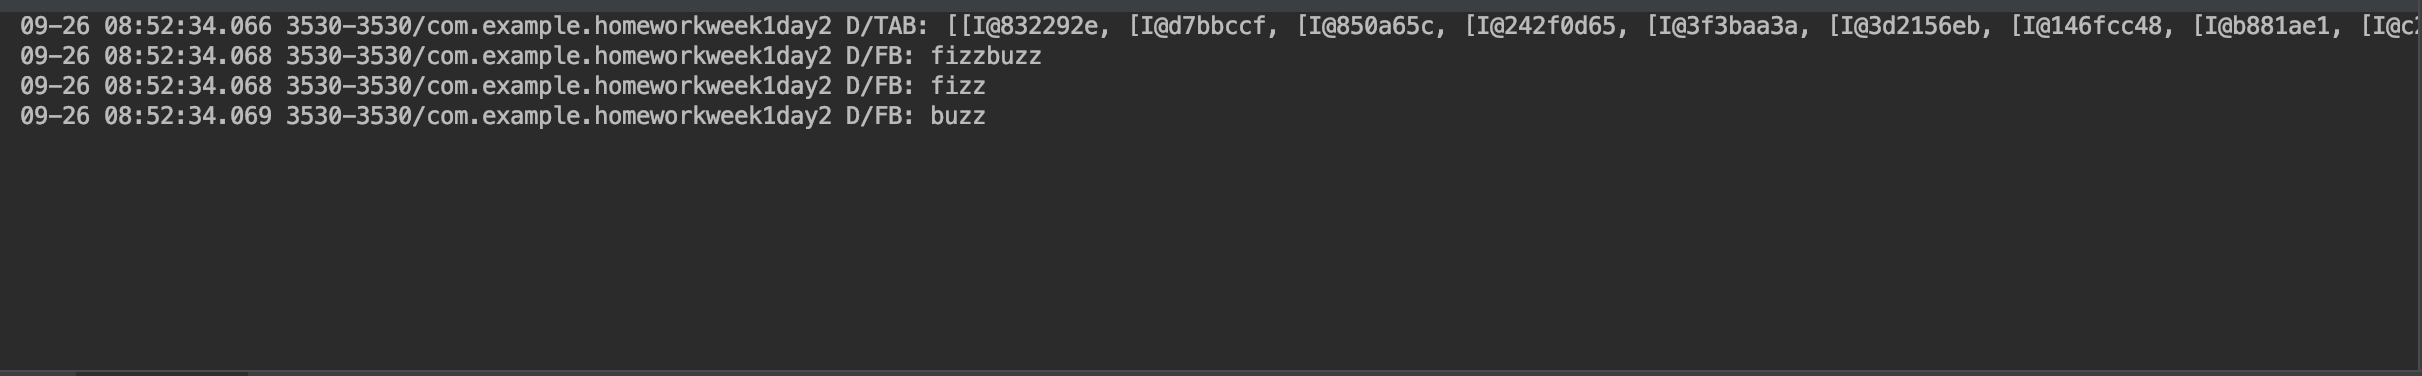 09-26 08:52:34.066 3530-3530/com.example.homeworkweek1day2 D/TAB: [[I@832292e, [I@d7bbccf, [I@850a65c, [I@242f0d65, [I@3f3baa3a, [I@3d2156eb, [I@146fcc48, [I@b881ae1, [I@c2
09-26 08:52:34.068 3530-3530/com.example.homeworkweek1day2 D/FB: fizzbuzz
09-26 08:52:34.068 3530-3530/com.example.homeworkweek1day2 D/FB: fizz
09-26 08:52:34.069 3530-3530/com.example.homeworkweek1day2 D/FB: buzz